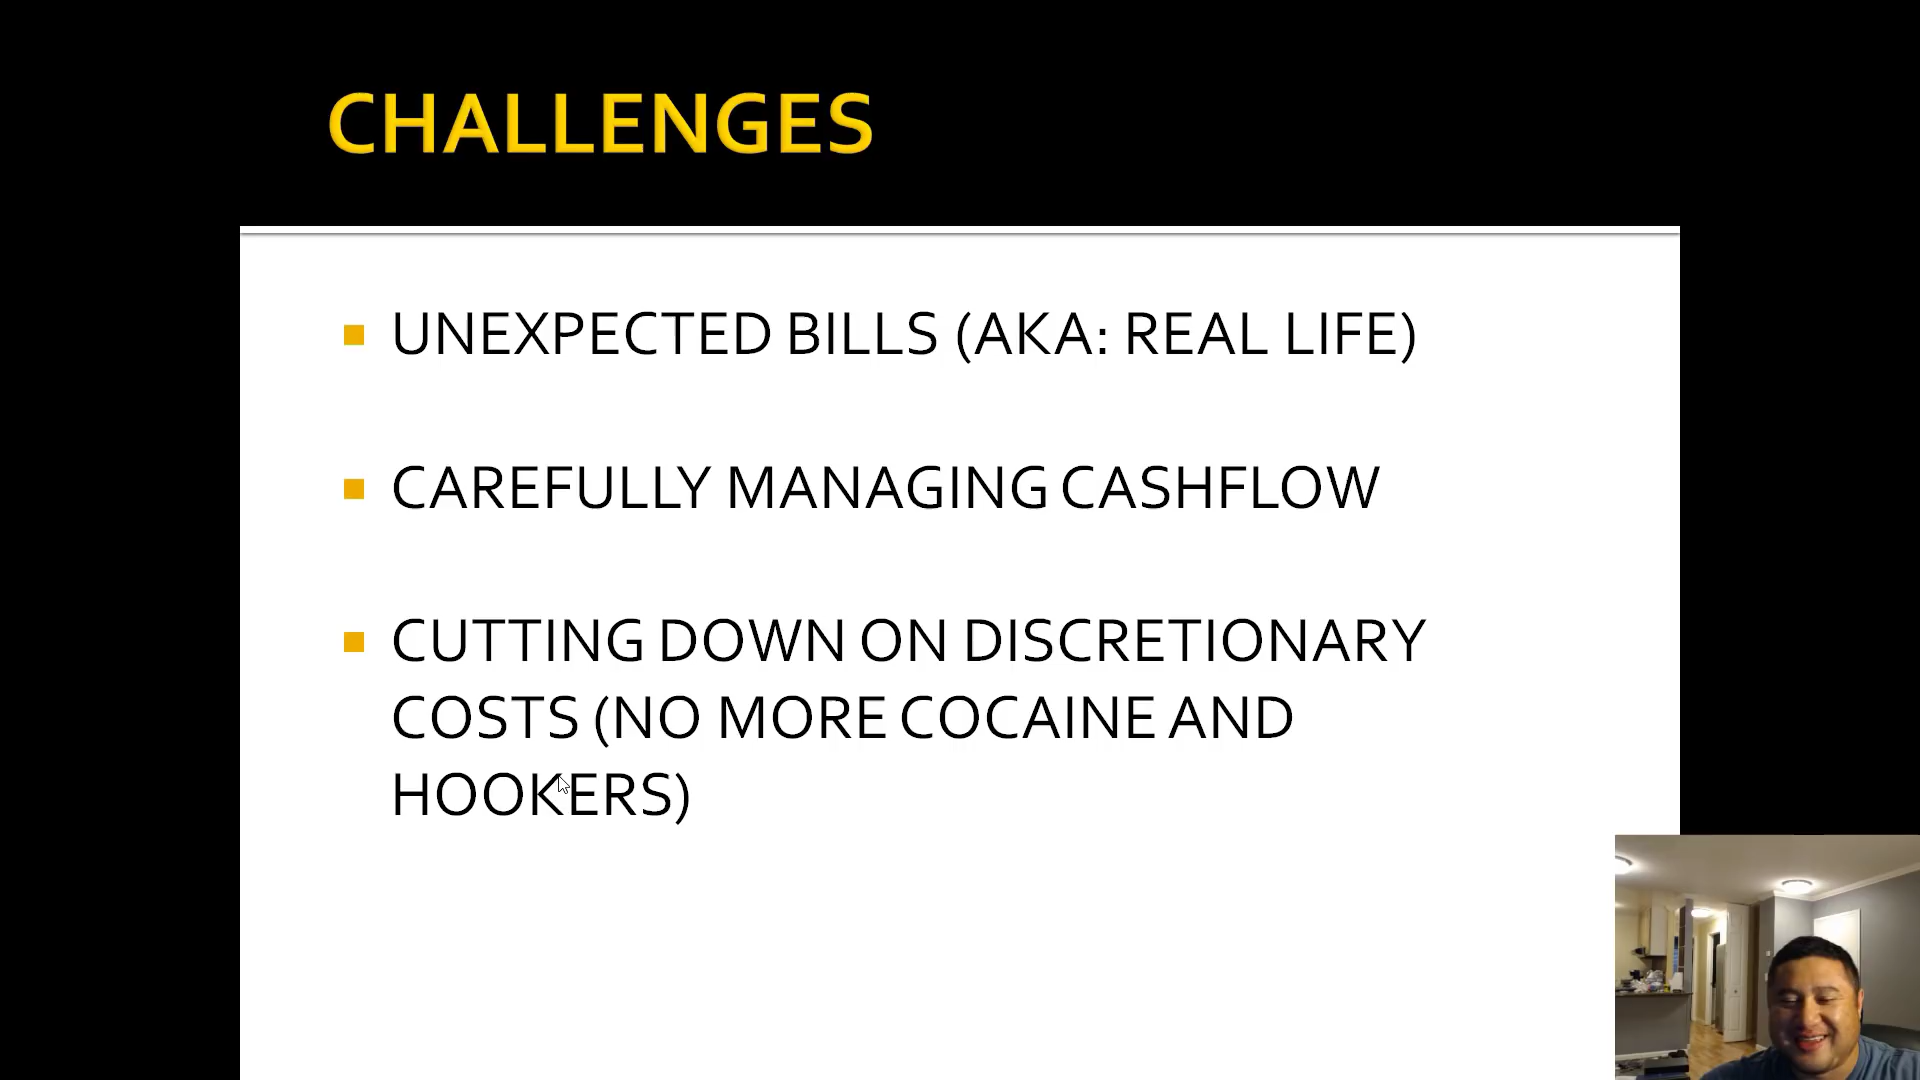 CHALLENGES
UNEXPECTED BILLS (AKA: REAL LIFE)
CAREFULLY MANAGING CASHFLOW
CUTTING DOWN ON DISCRETIONARY
COSTS (NO MORE COCAINE AND
HOOKERS)